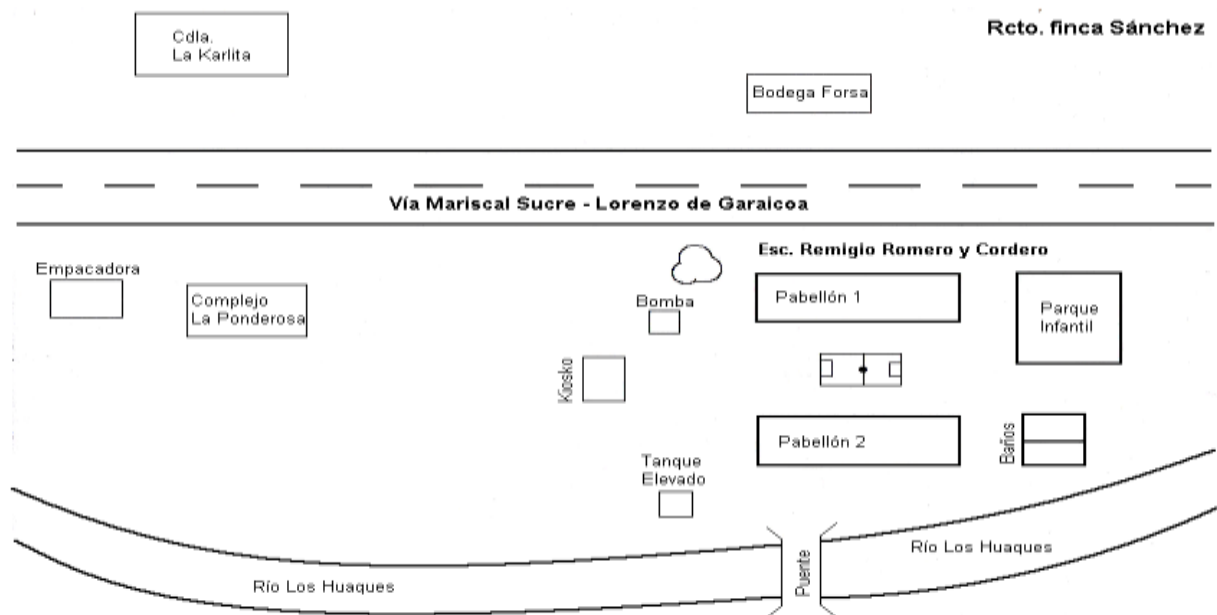 Cdla.
La Karlita
Rcto. finca Sánchez
Bodega Forsa
Vía Mariscal Sucre - Lorenzo de Garaicoa
Esc. Remigio Romero y Cordero
Empacadora
Complejo
La Ponderosa
Bomba
Pabellón 1
Parque
Infantil
Kiosko
Pabellón 2
Baños
Tanque
Elevado
Río Los Huaques
Puente
Río Los Huaques